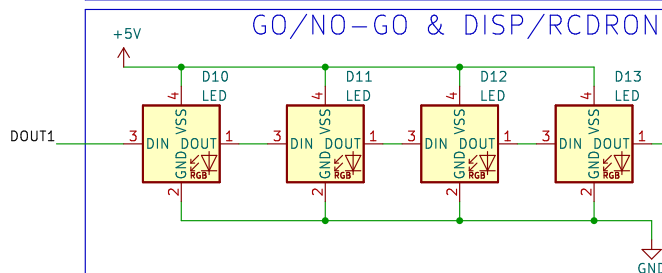 GO/NO-GO & DISP/RCDRON
+5V
D10 D11 D12 D13
LED LED LED LED
4 4 4 4
VSS VSS VSS VSS
DOUT1 3 DIN DOUT 1 3 DIN DOUT 1 3 DIN DOUT 1 3 DIN DOUT 1
GND GND GND GND
RGB RGB RGB RGB
2 2 2 2
GND